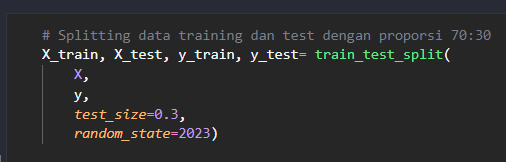 # Splitting data training dan test dengan proporsi 70:30
X_train, X_test, y_train, y_test= train_test_split(
X,
y,
test_size=0.3,
random_state=2023)